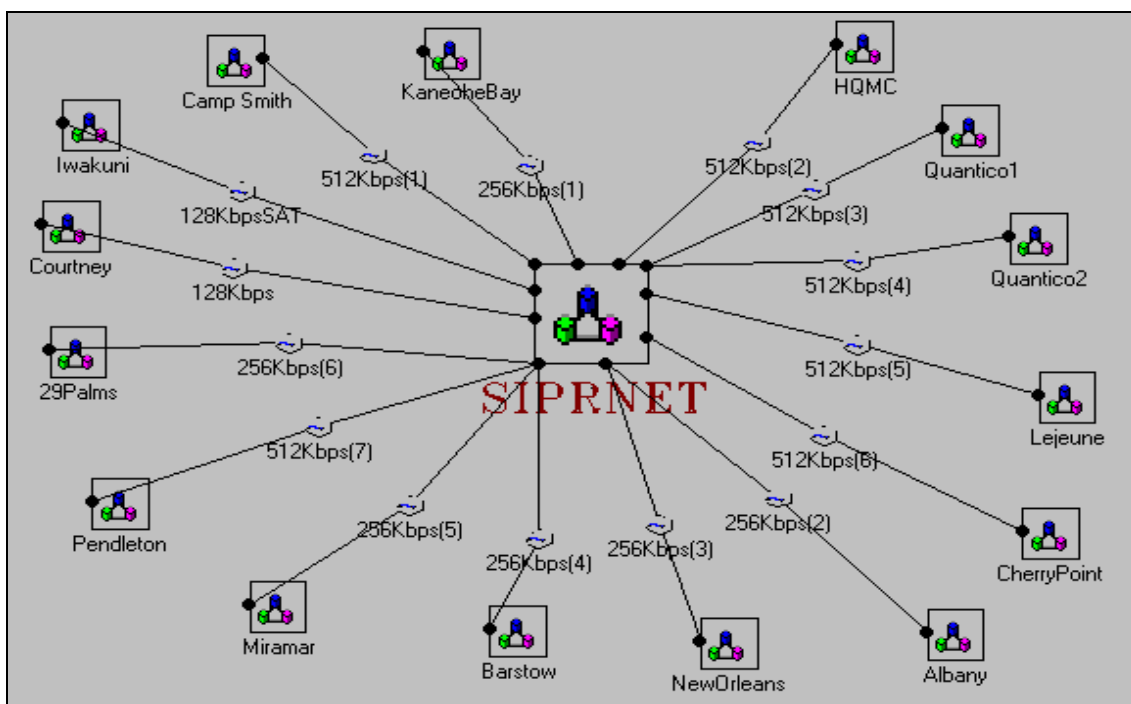 Camp Smith
KaneoheBay
HQMC
Iwakuni
Quantico1
512Kbps(1)
256Kbps(1)
512Kbps(2)
512Kbps(3)
128KbpsSAT
Courtney
128Kbps
512Kbps(4)
Quantico2
29Palms
256Kbps(6)
512Kbps(5)
SIPRNET
Lejeune
Pendleton
512Kbps(7)
512Kbps(6)
256Kbps(5)
256Kbps(4)
256Kbps(3)
256Kbps(2)
CherryPoint
Miramar
Barstow
NewOrleans
Albany